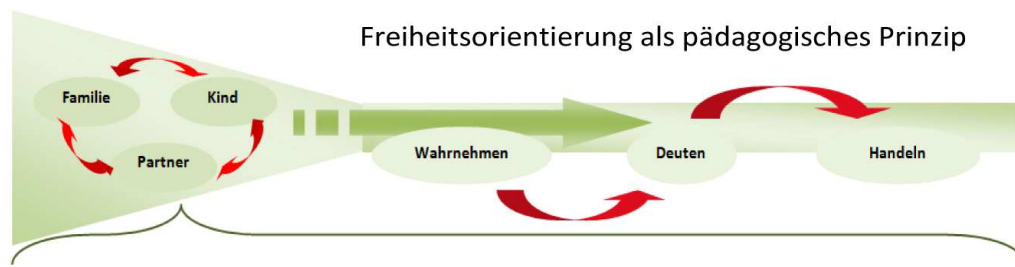 Freiheitsorientierung als pädagogisches Prinzip
Familie
Kind
Partner
Wahrnehmen
Deuten
Handeln